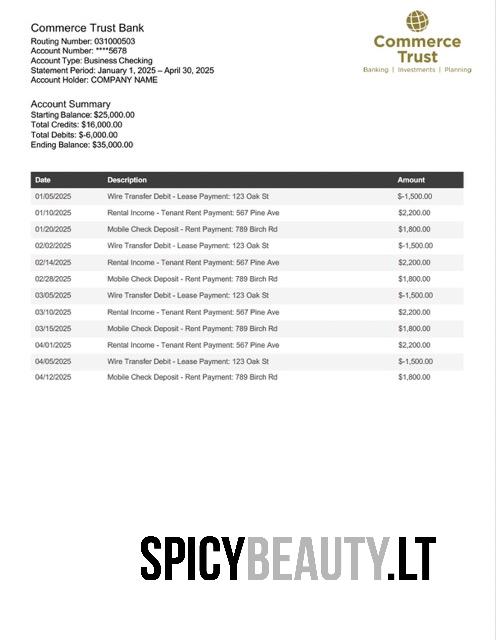 Commerce Trust Bank
Routing Number: 031000503
Account Number: ****5678
Account Type: Business Checking
Statement Period: January 1, 2025 – April 30, 2025
Account Holder: COMPANY NAME
Commerce
Trust
Banking | Investments | Planning
Account Summary
Starting Balance: $25,000.00
Total Credits: $16,000.00
Total Debits: $-6,000.00
Ending Balance: $35,000.00
Date Description Amount
01/05/2025 Wire Transfer Debit - Lease Payment: 123 Oak St $-1,500.00
01/10/2025 Rental Income - Tenant Rent Payment: 567 Pine Ave $2,200.00
01/20/2025 Mobile Check Deposit - Rent Payment: 789 Birch Rd $1,800.00
02/02/2025 Wire Transfer Debit - Lease Payment: 123 Oak St $-1,500.00
02/14/2025 Rental Income - Tenant Rent Payment: 567 Pine Ave $2,200.00
02/28/2025 Mobile Check Deposit - Rent Payment: 789 Birch Rd $1,800.00
03/05/2025 Wire Transfer Debit - Lease Payment: 123 Oak St $-1,500.00
03/10/2025 Rental Income - Tenant Rent Payment: 567 Pine Ave $2,200.00
03/15/2025 Mobile Check Deposit - Rent Payment: 789 Birch Rd $1,800.00
04/01/2025 Rental Income - Tenant Rent Payment: 567 Pine Ave $2,200.00
04/05/2025 Wire Transfer Debit - Lease Payment: 123 Oak St $-1,500.00
04/12/2025 Mobile Check Deposit - Rent Payment: 789 Birch Rd $1,800.00
SPICYBEAUTY.LT